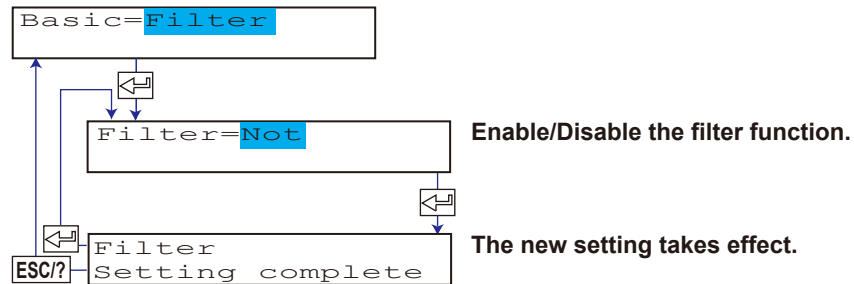 Basic=Filter
Filter=Not
Enable/Disable the filter function.
Filter
Setting complete
The new setting takes effect.
ESC/?